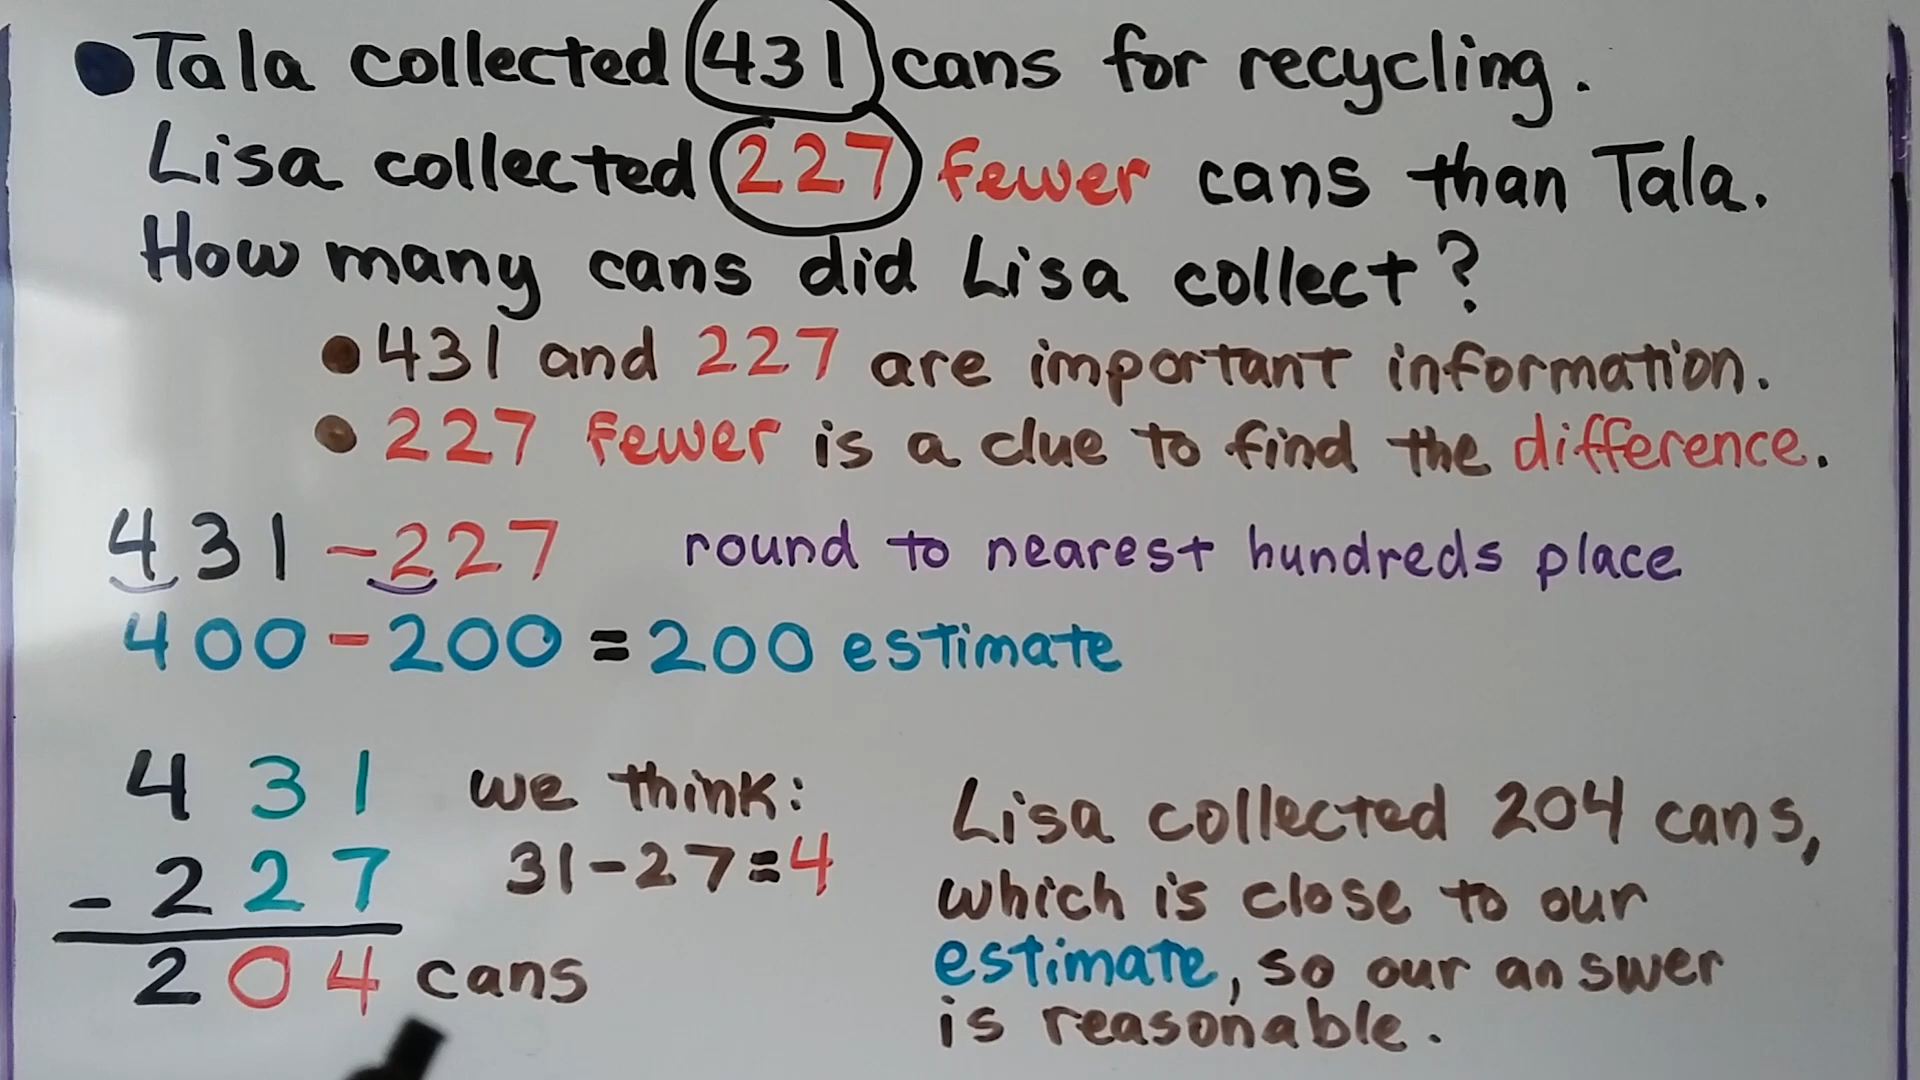 Tala collected 431 cans for recycling.
Lisa collected 227 fewer cans than Tala.
How many cans did Lisa collect?
• 431 and 227 are important information.
• 227 fewer is a clue to find the difference.
431 - 227 round to nearest hundreds place
400 - 200 = 200 estimate
431 we think:
- 227 31-27=4
204 cans
Lisa collected 204 cans,
which is close to our
estimate, so our answer
is reasonable.